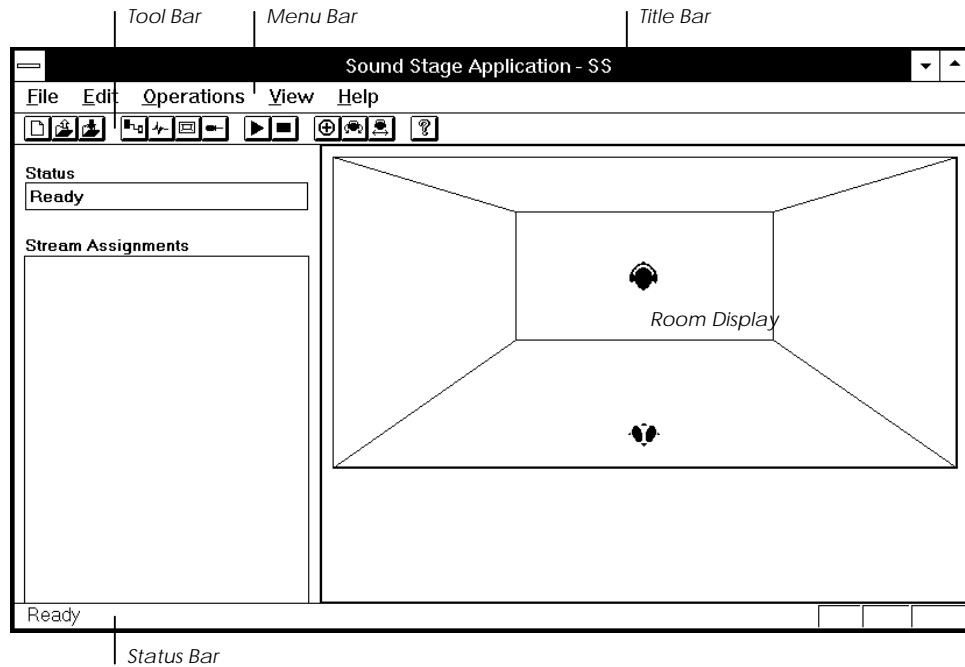 Tool Bar
Menu Bar
Title Bar
Sound Stage Application - SS
File Edit Operations View Help
Status
Ready
Stream Assignments
Room Display
Ready
Status Bar